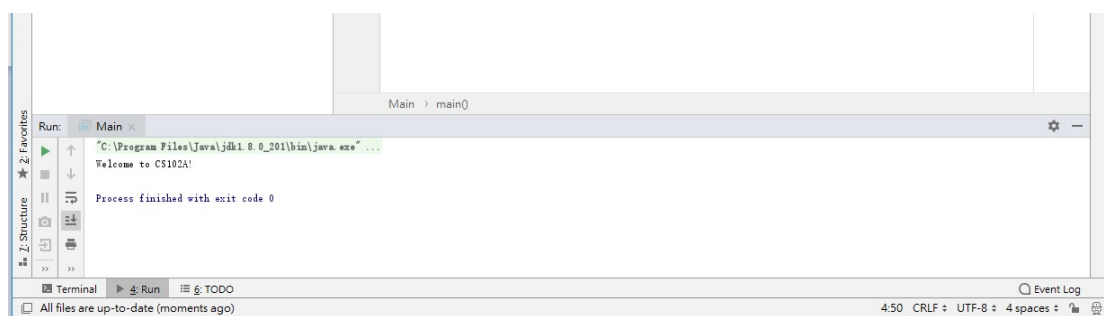 Main › main()
2: Favorites
Run: Main ×
"C:\Program Files\Java\jdk1.8.0_201\bin\java.exe" ...
Welcome to CS102A!
Process finished with exit code 0
7: Structure
Terminal 4: Run 6: TODO Event Log
All files are up-to-date (moments ago) 4:50 CRLF UTF-8 4 spaces